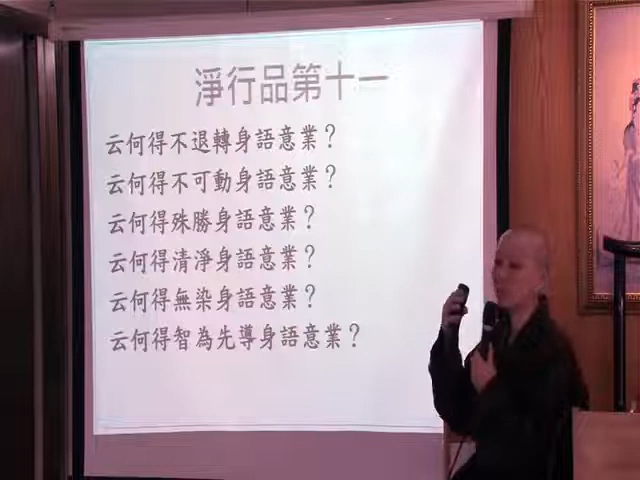 淨行品第十一
云何得不退轉身語意業？
云何得不可動身語意業？
云何得殊勝身語意業？
云何得清淨身語意業？
云何得無染身語意業？
云何得智為先導身語意業？